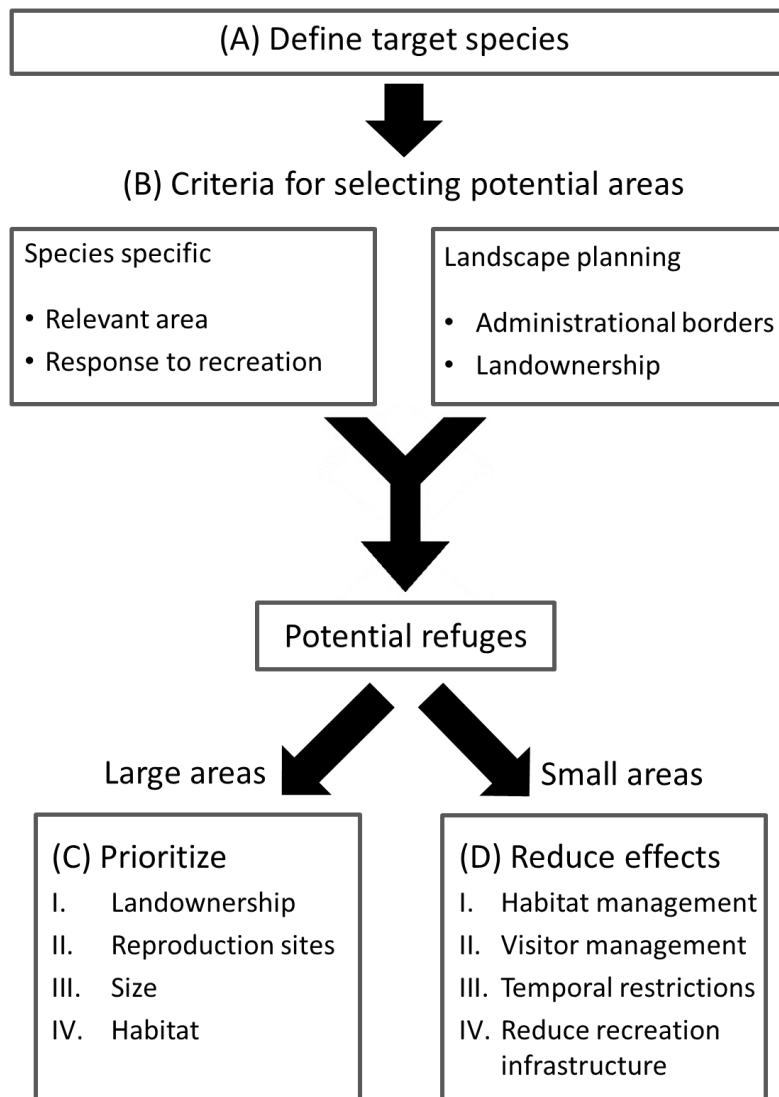 (A) Define target species
(B) Criteria for selecting potential areas
Species specific
• Relevant area
• Response to recreation
Landscape planning
• Administrational borders
• Landownership
Potential refuges
Large areas
Small areas
(C) Prioritize
I. Landownership
II. Reproduction sites
III. Size
IV. Habitat
(D) Reduce effects
I. Habitat management
II. Visitor management
III. Temporal restrictions
IV. Reduce recreation
infrastructure